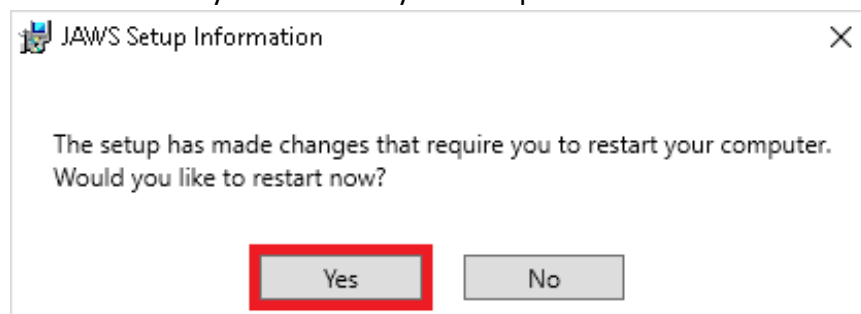 JAWS Setup Information
The setup has made changes that require you to restart your computer.
Would you like to restart now?
Yes
No